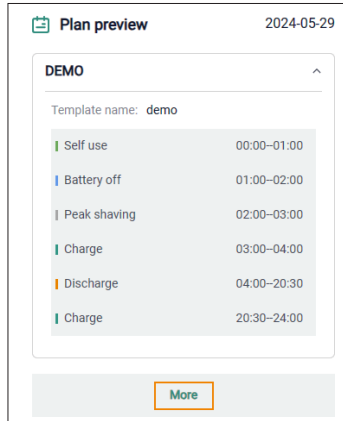 Plan preview 2024-05-29
DEMO
Template name: demo
Self use 00:00–01:00
Battery off 01:00–02:00
Peak shaving 02:00–03:00
Charge 03:00–04:00
Discharge 04:00–20:30
Charge 20:30–24:00
More